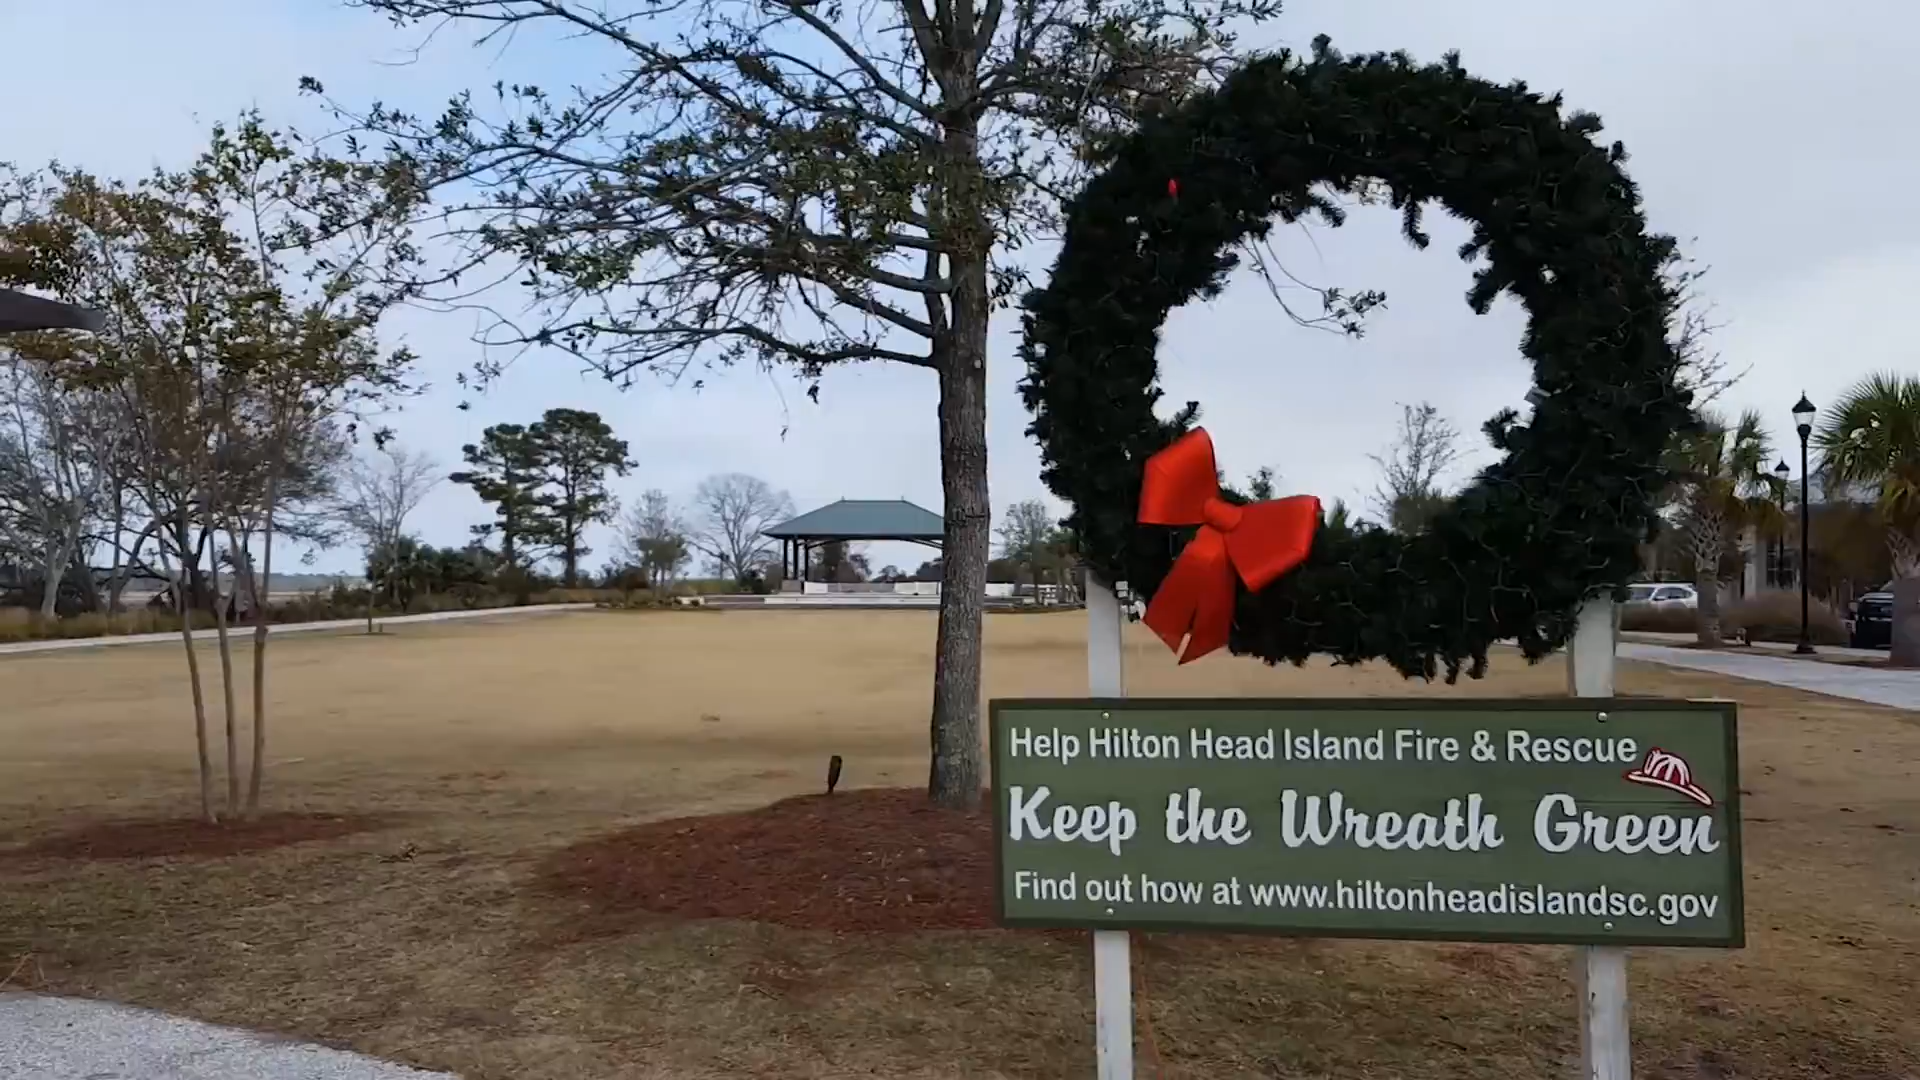 Help Hilton Head Island Fire & Rescue
Keep the Wreath Green
Find out how at www.hiltonheadislandsc.gov